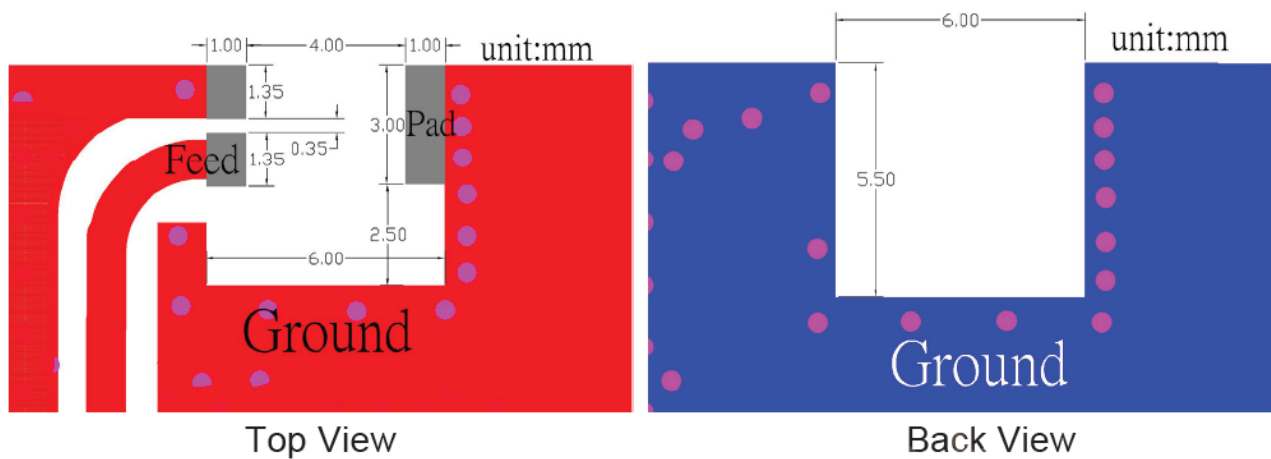 1.00 4.00 1.00
unit:mm
1.35
3.00 Pad
0.35
Feed 1.35
2.50
6.00
Ground
Top View
6.00
unit:mm
5.50
Ground
Back View